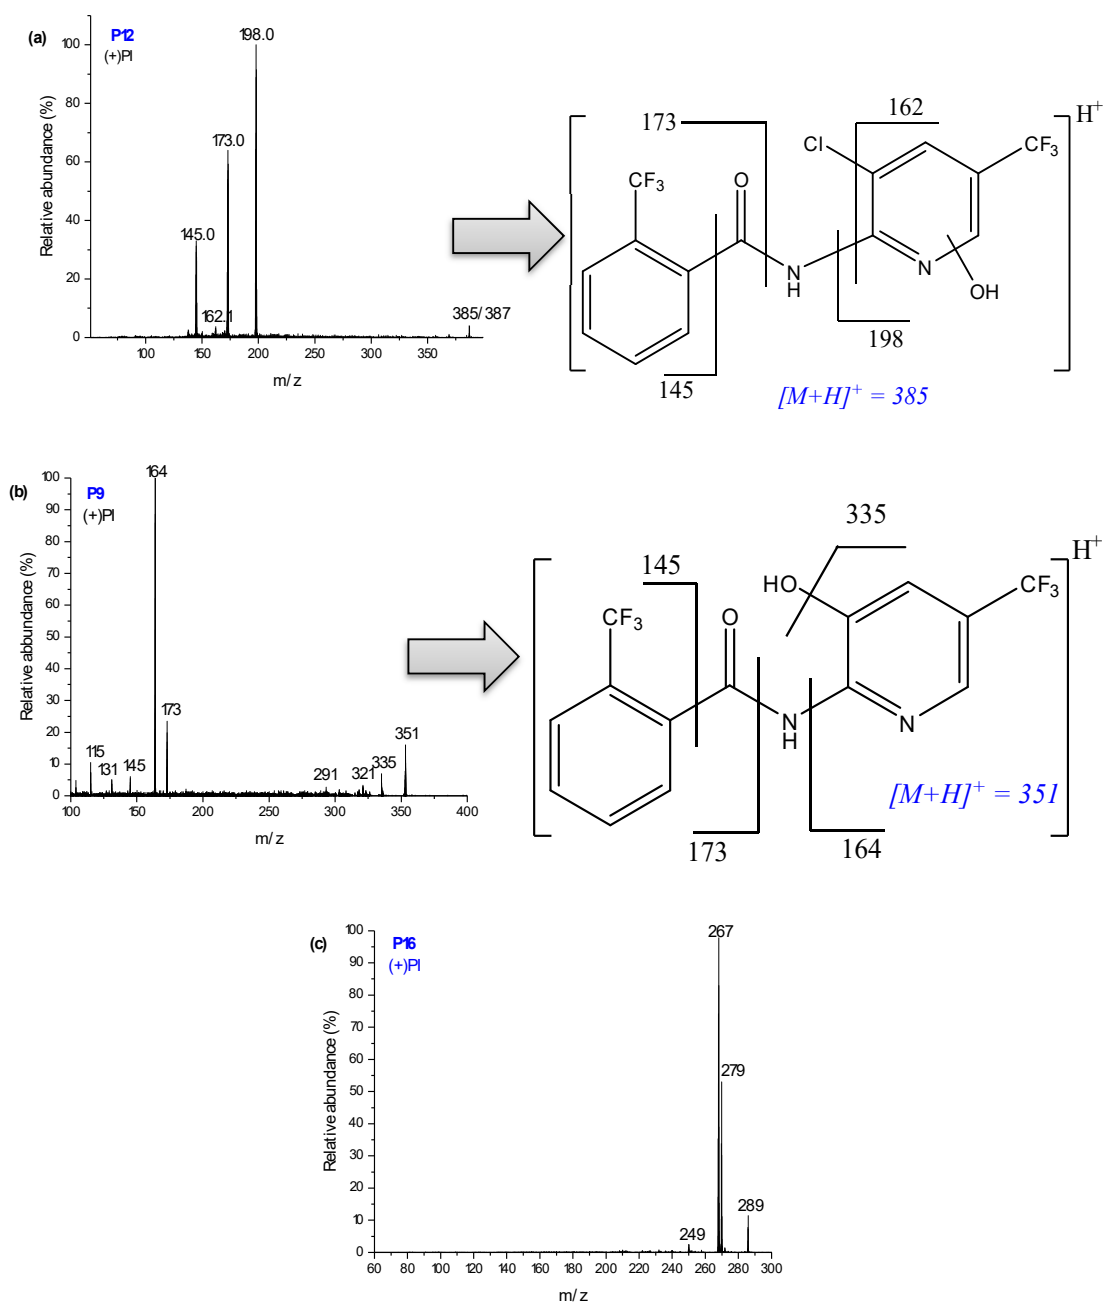 (a)
P12
(+)PI
100
80
60
40
20
0
198.0
173.0
145.0
162.1
385/ 387
100 150 200 250 300 350
Relative abundance (%)
m/z
173
162
H+
Cl
CF3
CF3
O
N
H
N
OH
198
145
[M+H]+ = 385
(b)
P9
(+)PI
100
90
80
70
60
50
40
30
20
10
0
164
173
115
131
145
291
321
335
351
100 150 200 250 300 350 400
Relative abbundance (%)
m/z
335
145
H+
HO
CF3
CF3
O
N
H
N
173
164
[M+H]+ = 351
(c)
P16
(+)PI
100
90
80
70
60
50
40
30
20
10
0
267
279
289
249
60 80 100 120 140 160 180 200 220 240 260 280 300
Relative abundance (%)
m/z